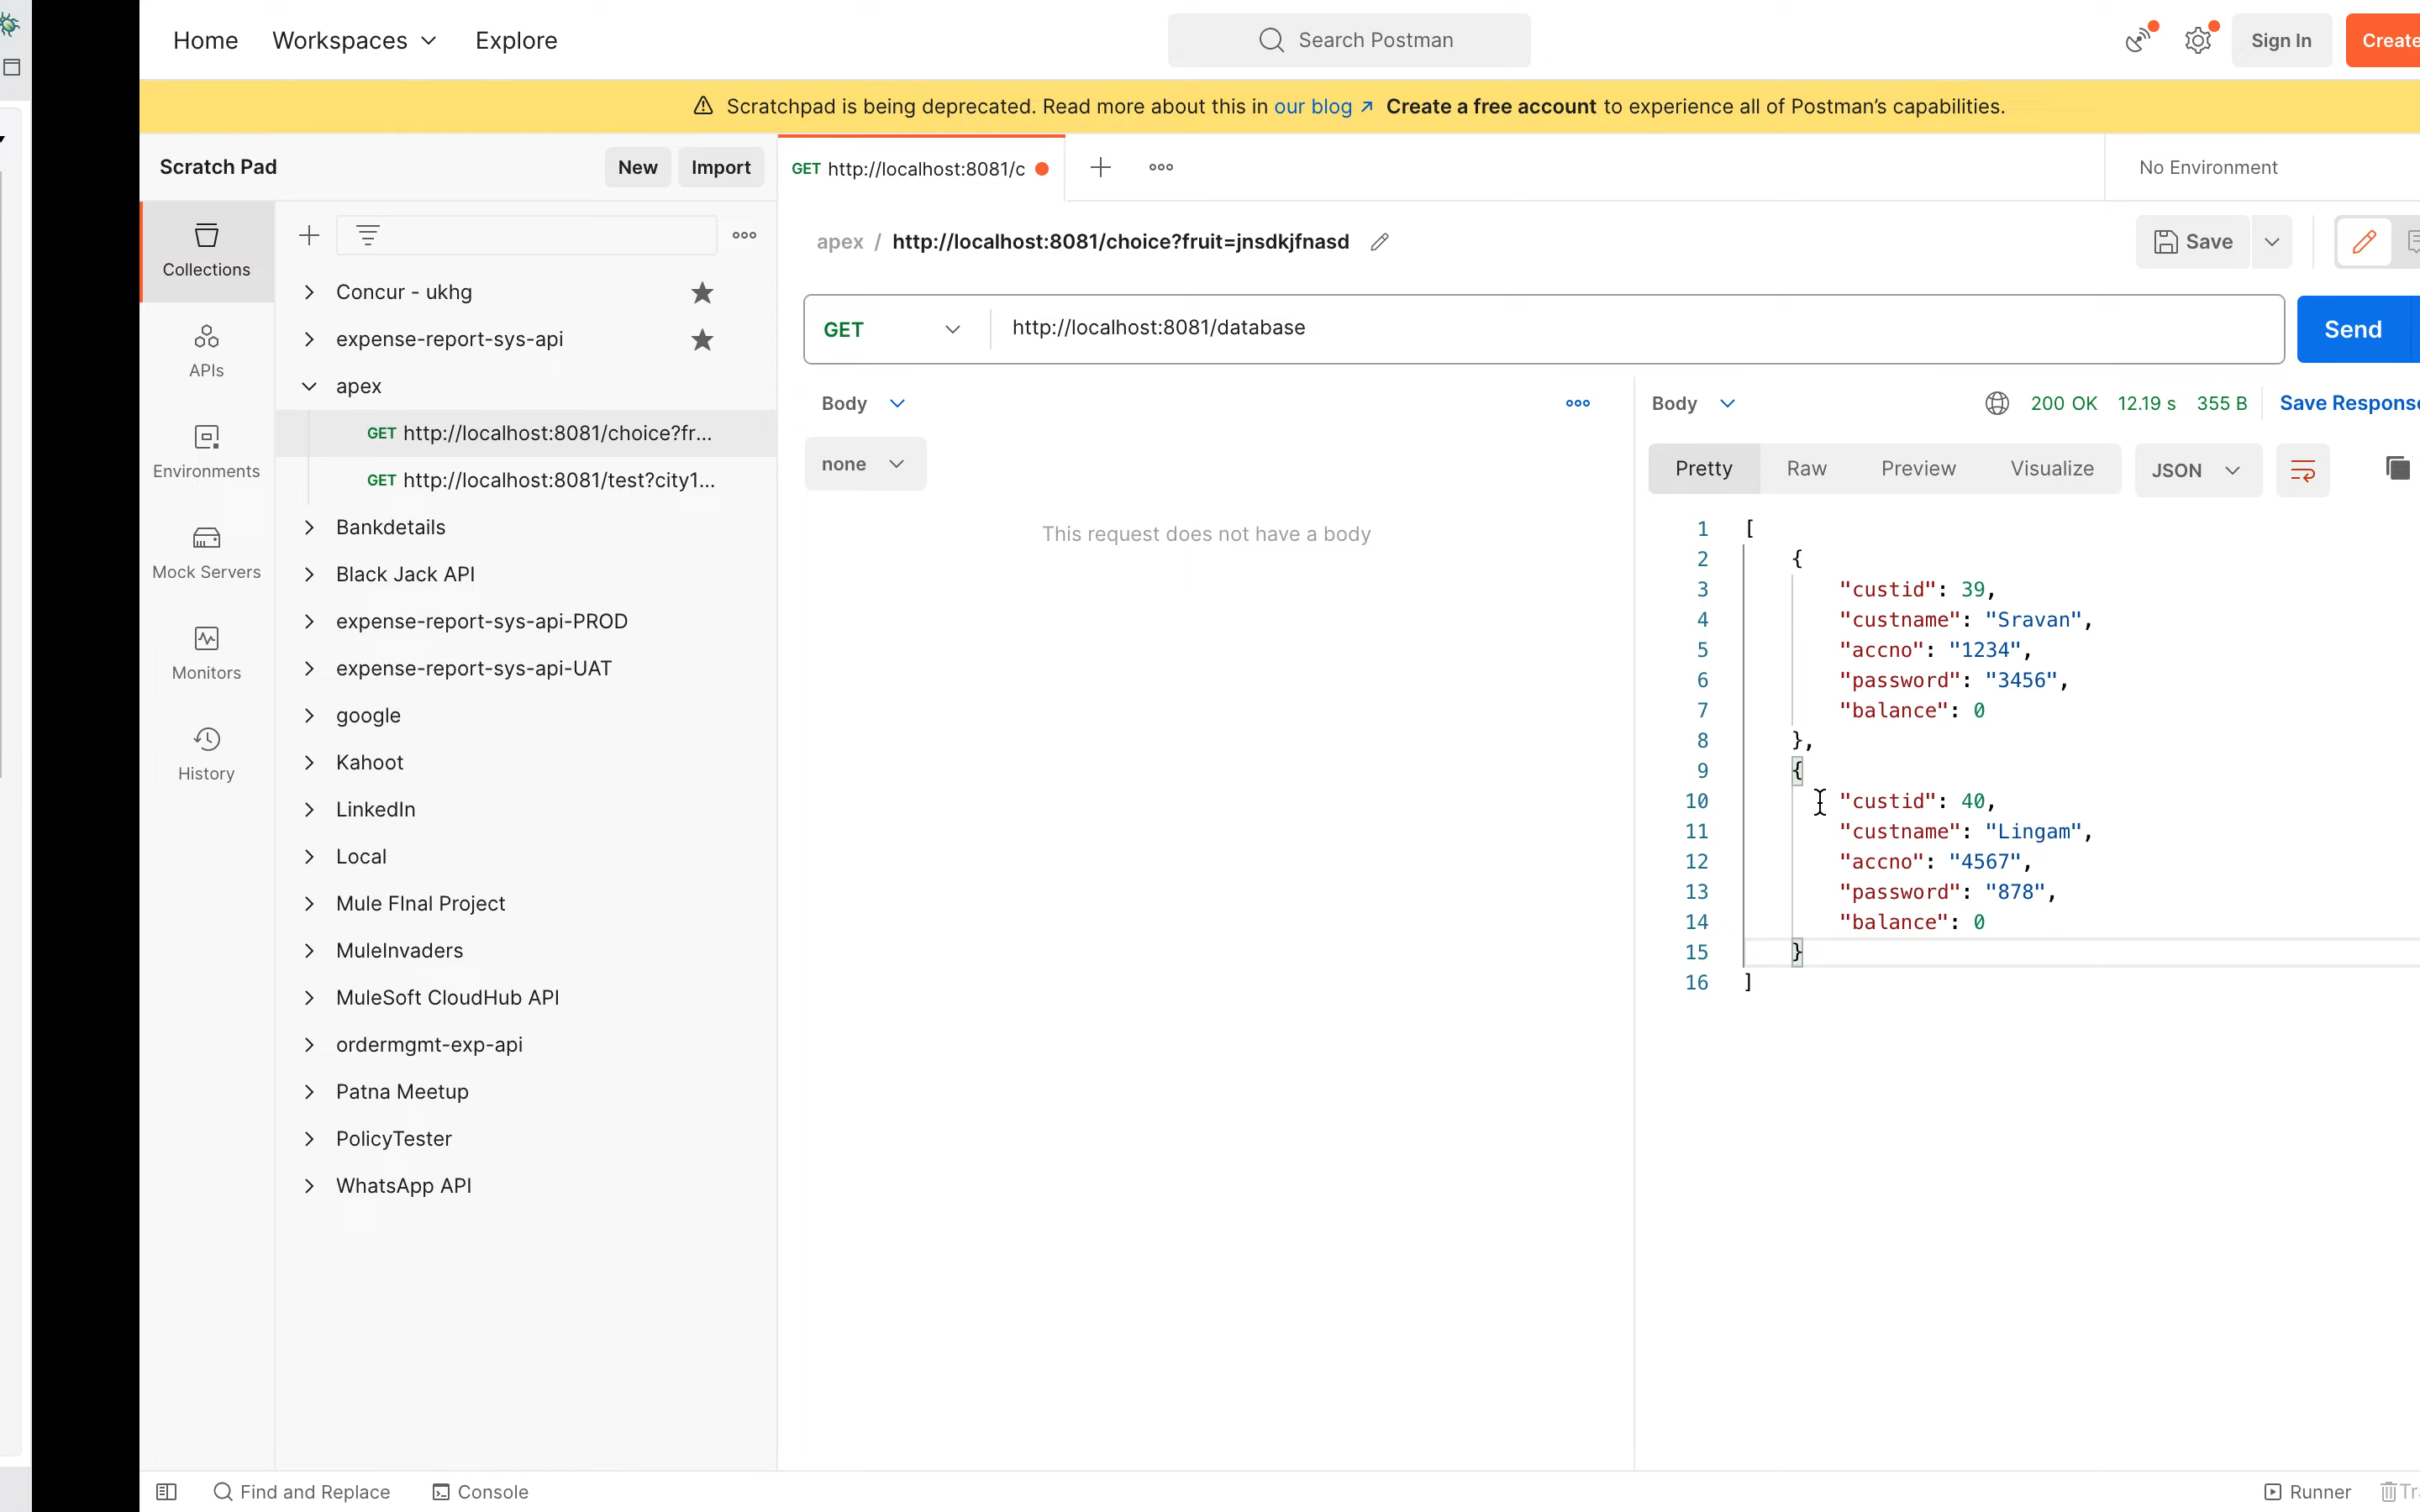 Home Workspaces Explore Search Postman Sign In Create
Scratchpad is being deprecated. Read more about this in our blog ↗ Create a free account to experience all of Postman's capabilities.
Scratch Pad New Import GET http://localhost:8081/c No Environment
Collections
APIs
Environments
Mock Servers
Monitors
History
Concur - ukhg
expense-report-sys-api
apex
GET http://localhost:8081/choice?fr...
GET http://localhost:8081/test?city1...
Bankdetails
Black Jack API
expense-report-sys-api-PROD
expense-report-sys-api-UAT
google
Kahoot
LinkedIn
Local
Mule FInal Project
MuleInvaders
MuleSoft CloudHub API
ordermgmt-exp-api
Patna Meetup
PolicyTester
WhatsApp API
apex / http://localhost:8081/choice?fruit=jnsdkjfnasd Save
GET http://localhost:8081/database Send
Body
none
This request does not have a body
Body 200 OK 12.19 s 355 B Save Response
Pretty Raw Preview Visualize JSON
1 [
2 {
3 "custid": 39,
4 "custname": "Sravan",
5 "accno": "1234",
6 "password": "3456",
7 "balance": 0
8 },
9 {
10 "custid": 40,
11 "custname": "Lingam",
12 "accno": "4567",
13 "password": "878",
14 "balance": 0
15 }
16 ]
Find and Replace Console Runner